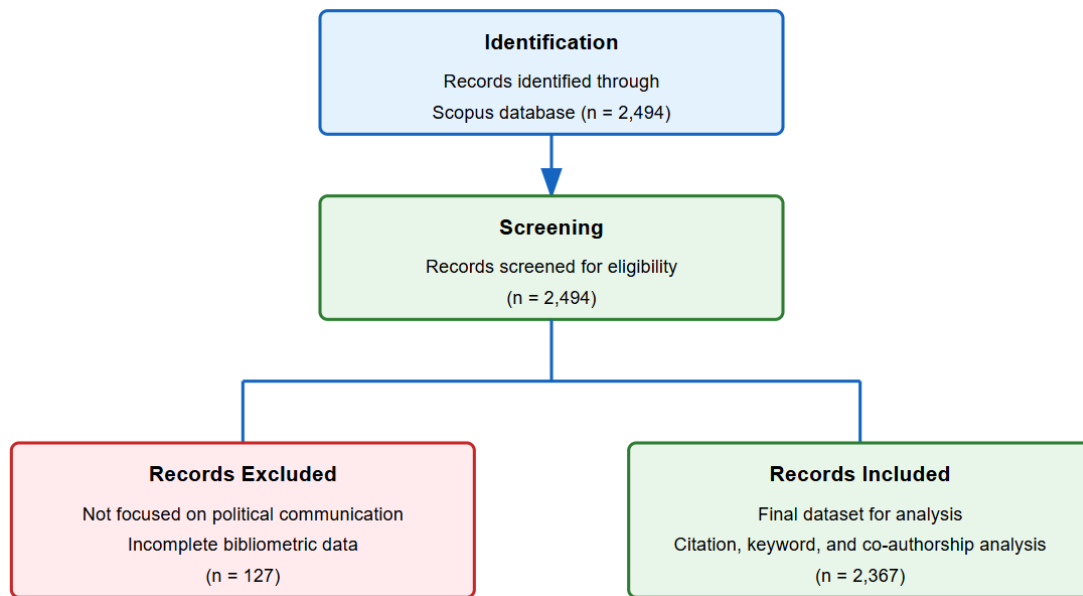 Identification
Records identified through
Scopus database (n = 2,494)
Screening
Records screened for eligibility
(n = 2,494)
Records Excluded
Not focused on political communication
Incomplete bibliometric data
(n = 127)
Records Included
Final dataset for analysis
Citation, keyword, and co-authorship analysis
(n = 2,367)